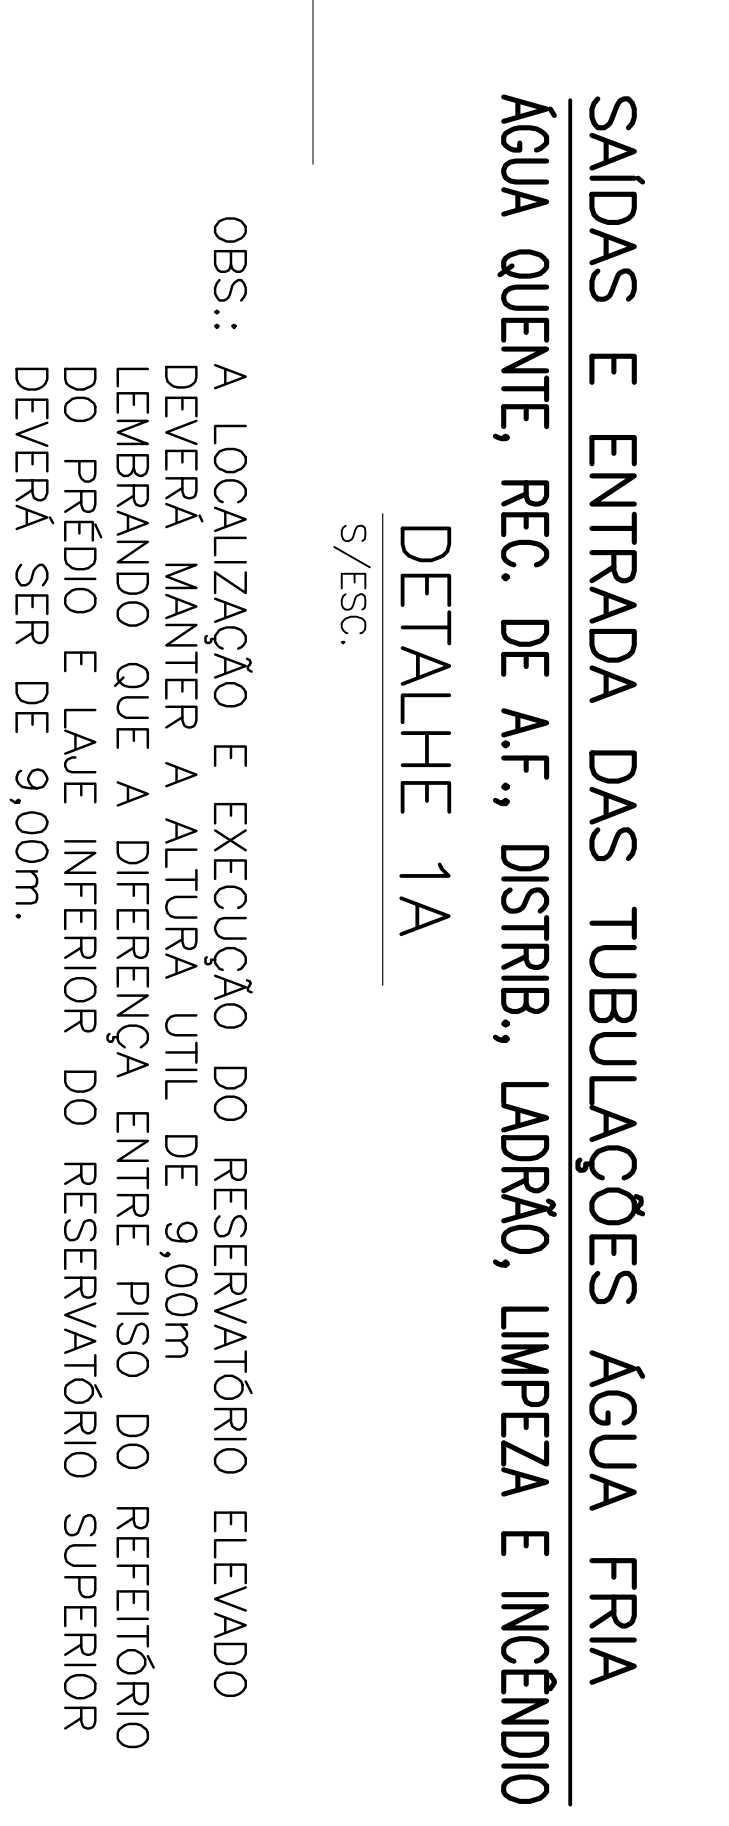 SAÍDAS E ENTRADA DAS TUBULAÇÕES ÁGUA FRIA
ÁGUA QUENTE, REC. DE A.F., DISTRIB., LADRÃO, LIMPEZA E INCÊNDIO
DETALHE 1A
S/ESC.
OBS.: A LOCALIZAÇÃO E EXECUÇÃO DO RESERVATÓRIO ELEVADO
DEVERÁ MANTER A ALTURA UTIL DE 9,00m
LEMBRANDO QUE A DIFERENÇA ENTRE PISO DO REFEITÓRIO
DO PRÉDIO E LAJE INFERIOR DO RESERVATÓRIO SUPERIOR
DEVERÁ SER DE 9,00m.